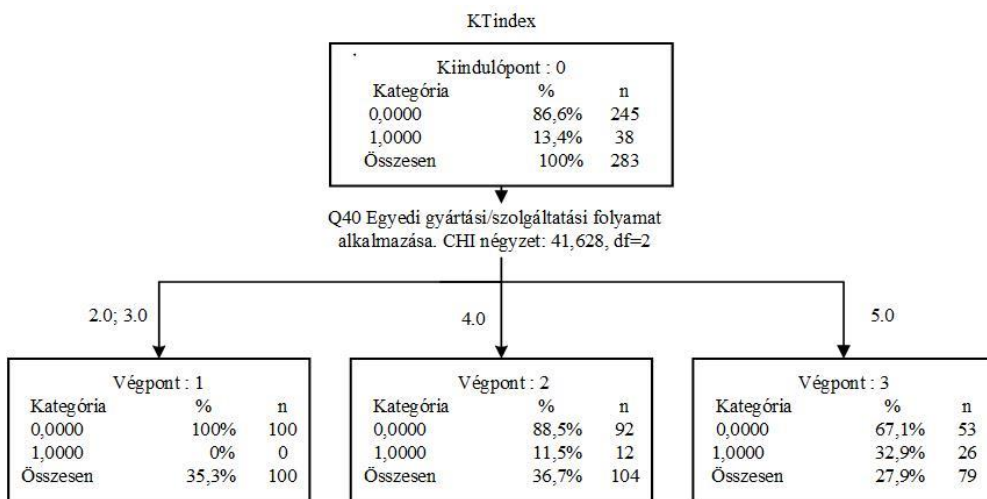 KTindex
Kiindulópont : 0
Kategória % n
0,0000 86,6% 245
1,0000 13,4% 38
Összesen 100% 283
Q40 Egyedi gyártási/szolgáltatási folyamat
alkalmazása. CHI négyzet: 41,628, df=2
2.0; 3.0
4.0
5.0
Végpont : 1
Kategória % n
0,0000 100% 100
1,0000 0% 0
Összesen 35,3% 100
Végpont : 2
Kategória % n
0,0000 88,5% 92
1,0000 11,5% 12
Összesen 36,7% 104
Végpont : 3
Kategória % n
0,0000 67,1% 53
1,0000 32,9% 26
Összesen 27,9% 79